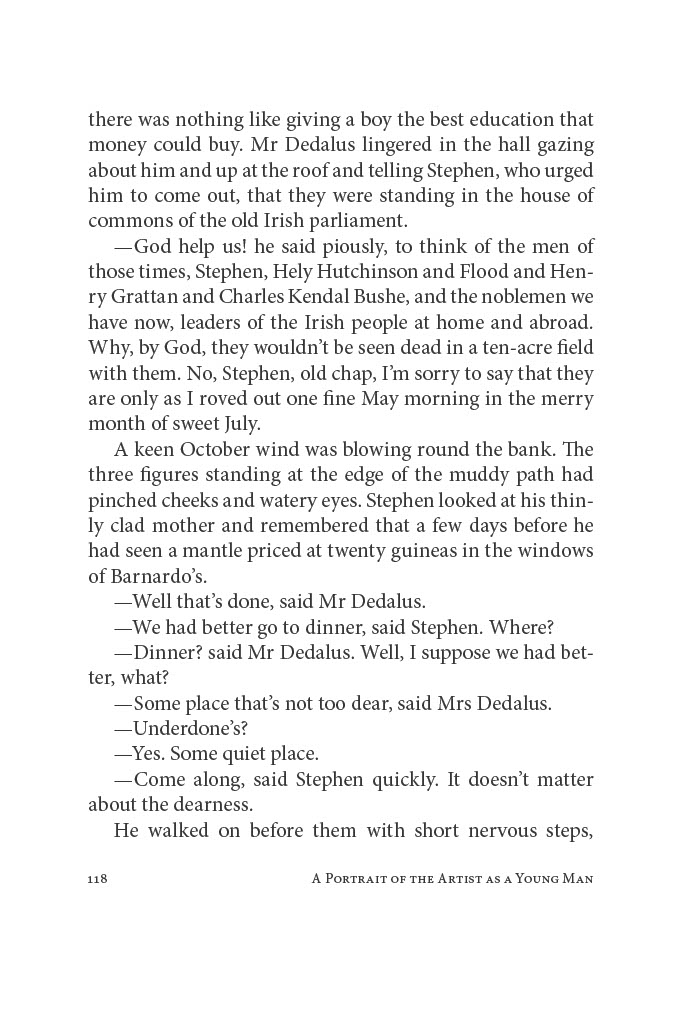 there was nothing like giving a boy the best education that
money could buy. Mr Dedalus lingered in the hall gazing
about him and up at the roof and telling Stephen, who urged
him to come out, that they were standing in the house of
commons of the old Irish parliament.
—God help us! he said piously, to think of the men of
those times, Stephen, Hely Hutchinson and Flood and Hen-
ry Grattan and Charles Kendal Bushe, and the noblemen we
have now, leaders of the Irish people at home and abroad.
Why, by God, they wouldn’t be seen dead in a ten-acre field
with them. No, Stephen, old chap, I’m sorry to say that they
are only as I roved out one fine May morning in the merry
month of sweet July.
A keen October wind was blowing round the bank. The
three figures standing at the edge of the muddy path had
pinched cheeks and watery eyes. Stephen looked at his thin-
ly clad mother and remembered that a few days before he
had seen a mantle priced at twenty guineas in the windows
of Barnardo’s.
—Well that’s done, said Mr Dedalus.
—We had better go to dinner, said Stephen. Where?
—Dinner? said Mr Dedalus. Well, I suppose we had bet-
ter, what?
—Some place that’s not too dear, said Mrs Dedalus.
—Underdone’s?
—Yes. Some quiet place.
—Come along, said Stephen quickly. It doesn’t matter
about the dearness.
He walked on before them with short nervous steps,
118 A Portrait of the Artist as a Young Man